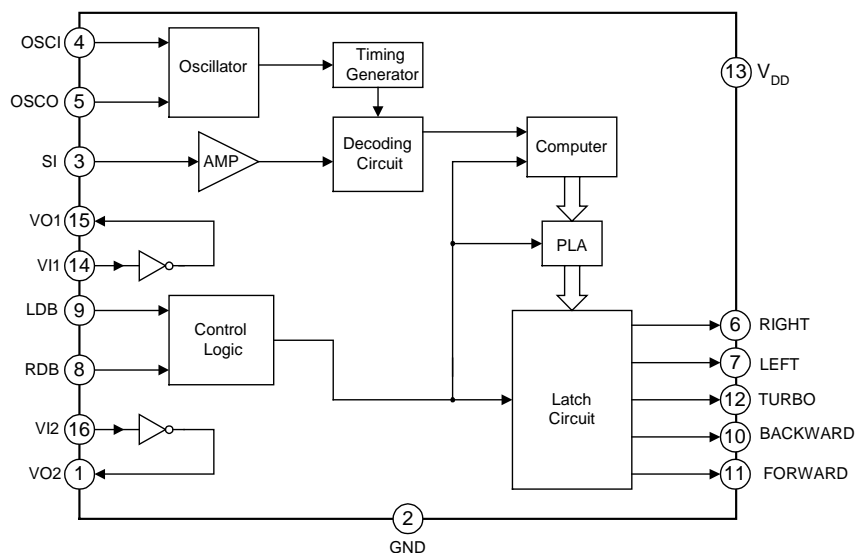 OSCI 4
Oscillator
Timing
Generator
13 V_DD
OSCO 5
SI 3
AMP
Decoding
Circuit
Computer
VO1 15
PLA
VI1 14
LDB 9
Control
Logic
6 RIGHT
RDB 8
7 LEFT
Latch
Circuit
12 TURBO
VI2 16
10 BACKWARD
VO2 1
11 FORWARD
2
GND